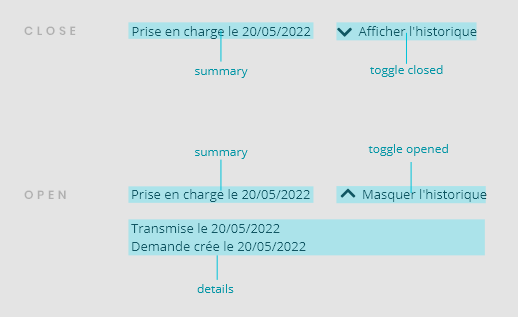 CLOSE
Prise en charge le 20/05/2022
Afficher l'historique
summary
toggle closed
summary
toggle opened
OPEN
Prise en charge le 20/05/2022
Masquer l'historique
Transmise le 20/05/2022
Demande crée le 20/05/2022
details